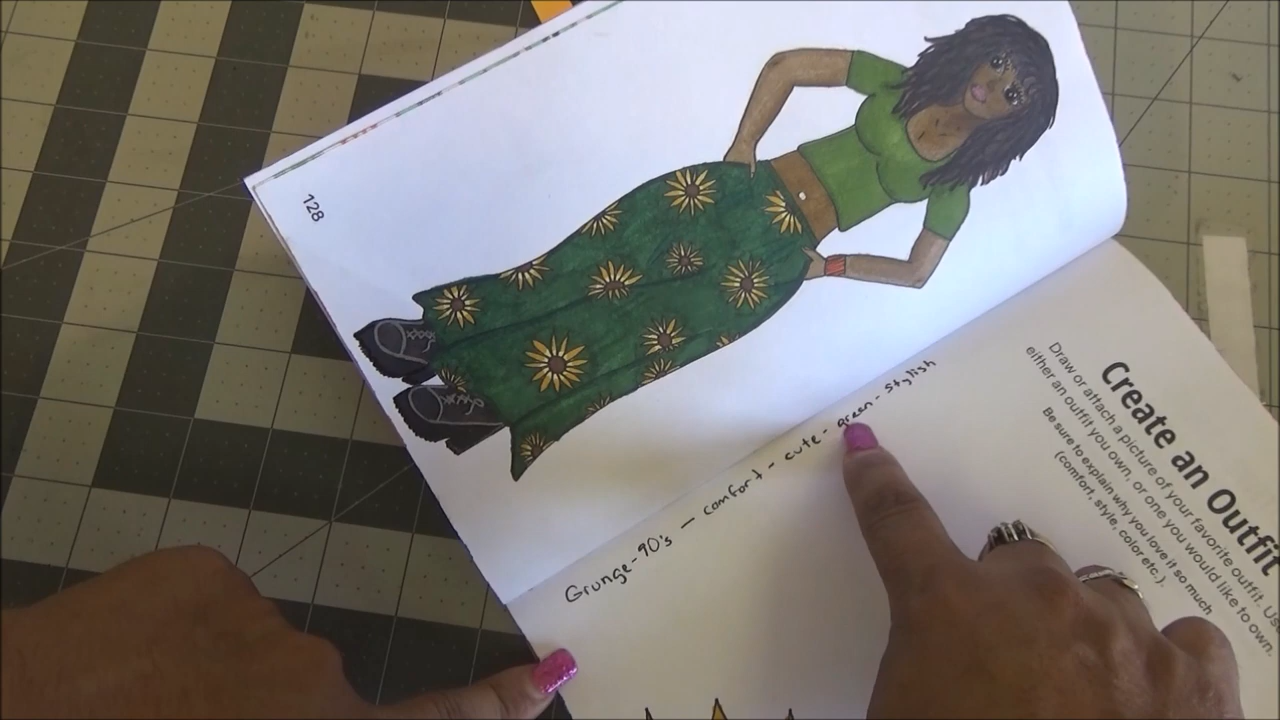 128
Create an Outfit
Draw or attach a picture of your favorite outfit. Us
either an outfit you own, or one you would like to own.
Be sure to explain why you love it so much
(comfort, style, color etc.).
Grunge-90's — comfort - cute - green - stylish